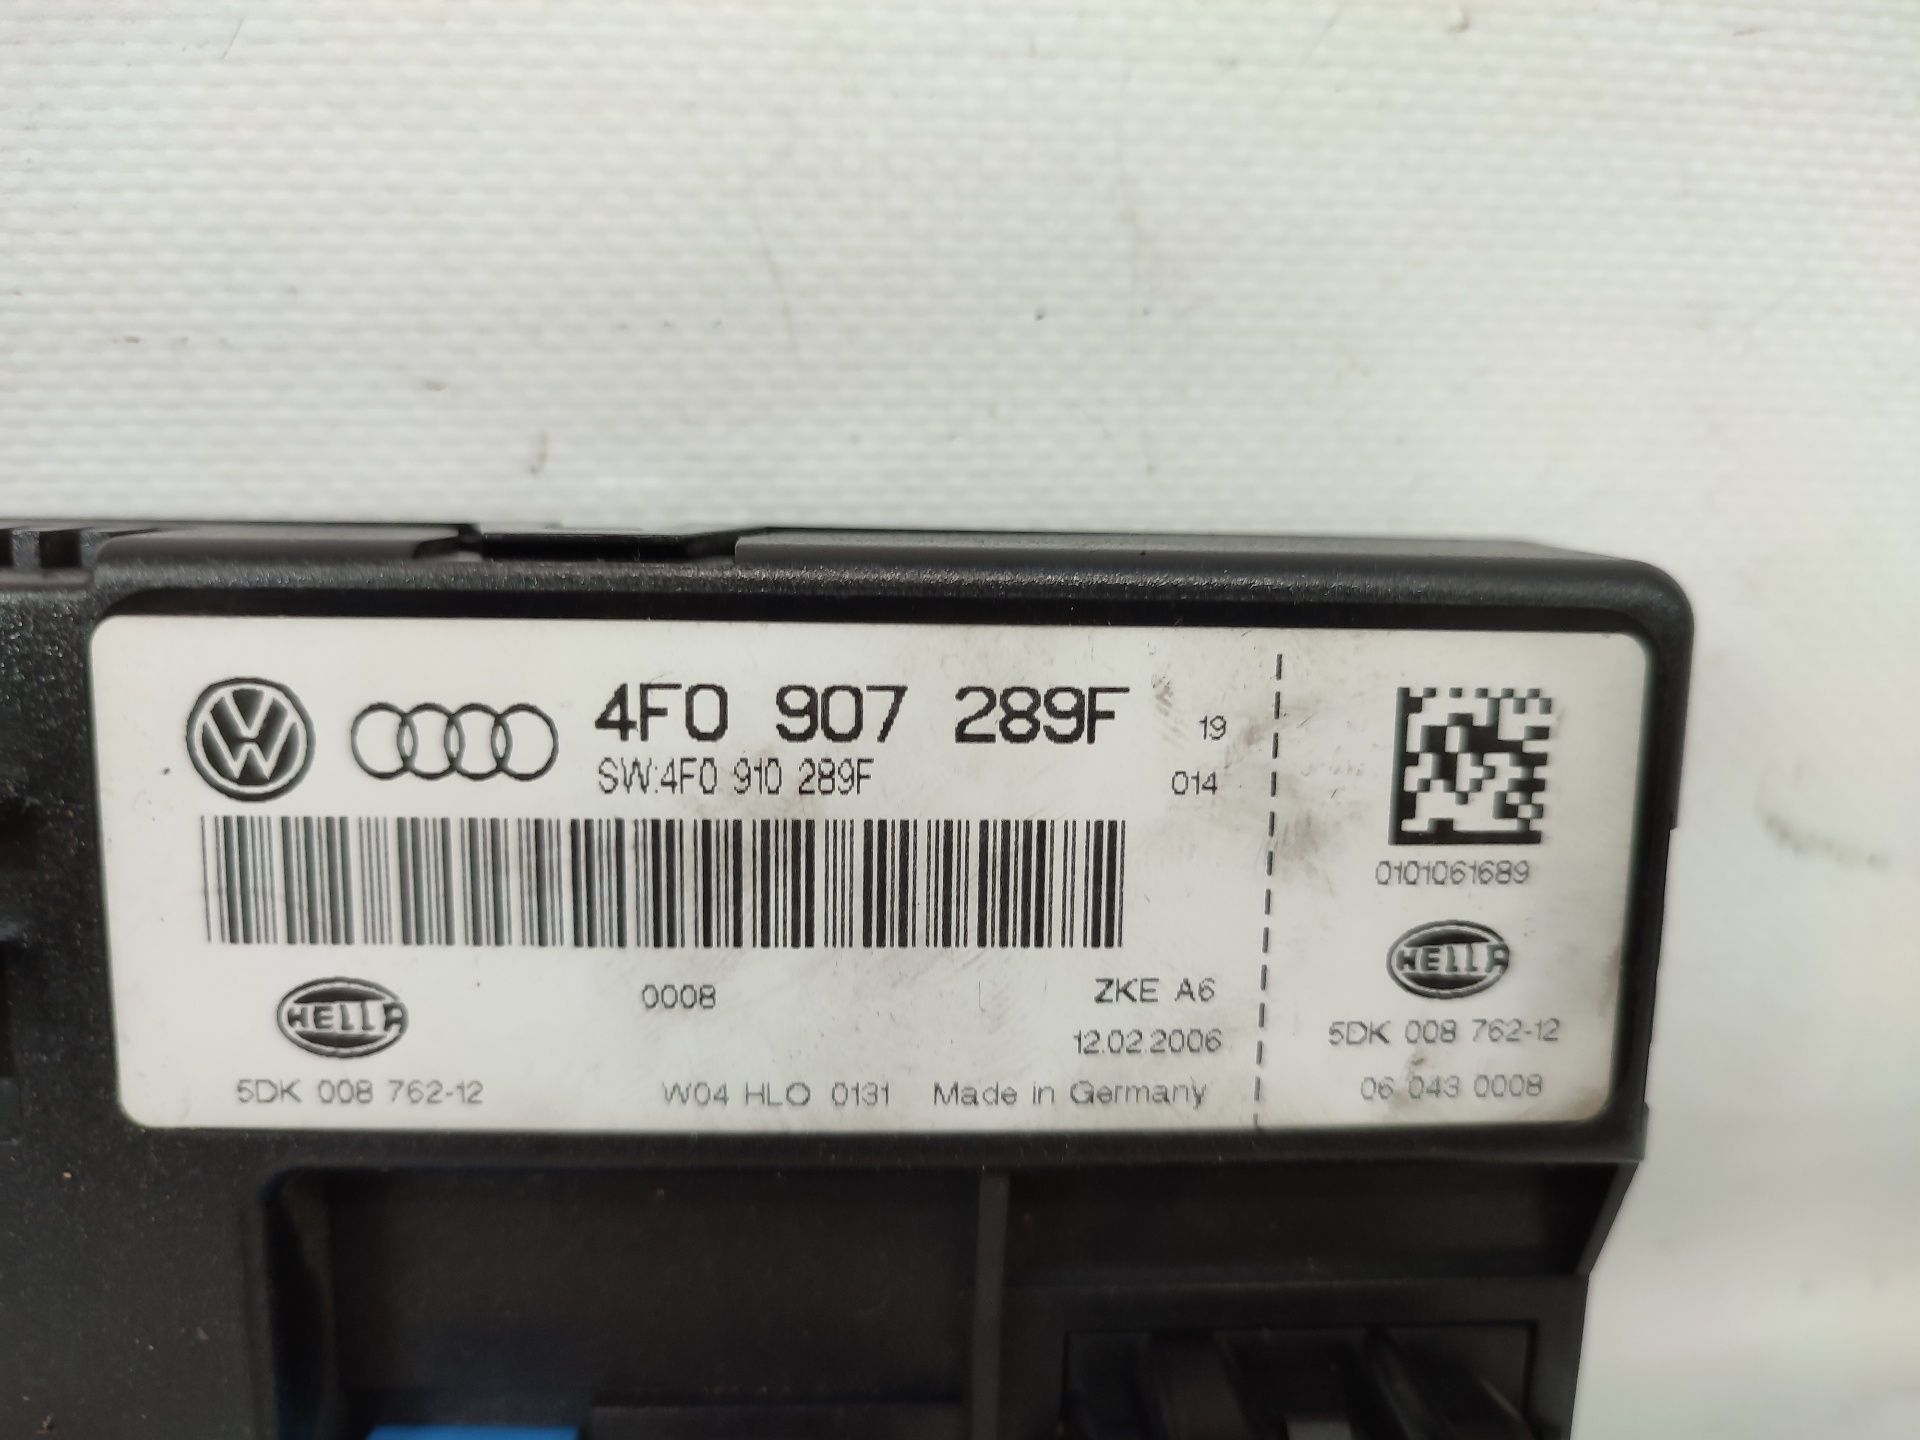 4F0 907 289F 19
SW:4F0 910 289F 014
0008
ZKE A6
12.02.2006
HELLA
5DK 008 762-12
W04 HLO 0131 Made in Germany
0101061689
HELLA
5DK 008 762-12
06 043 0008